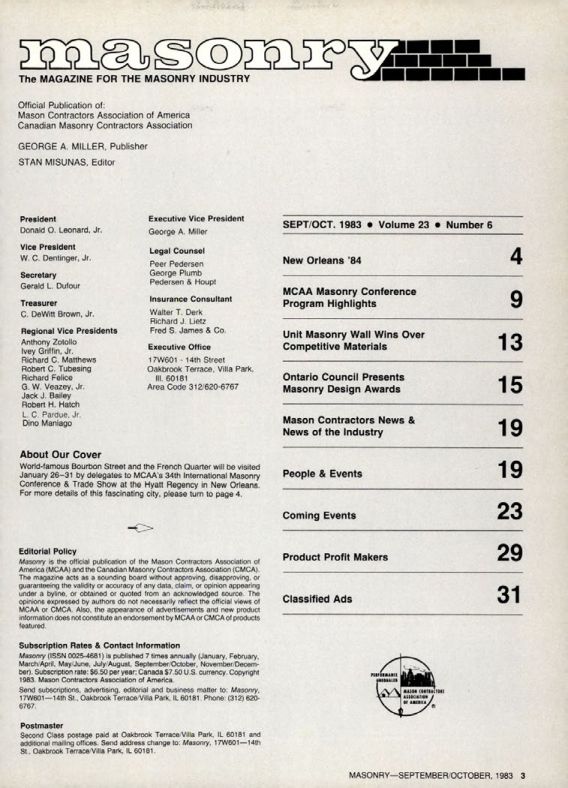 masonry
The MAGAZINE FOR THE MASONRY INDUSTRY
Official Publication of:
Mason Contractors Association of America
Canadian Masonry Contractors Association
GEORGE A. MILLER, Publisher
STAN MISUNAS, Editor
President
Donald O. Leonard, Jr.
Vice President
W. C. Dentinger, Jr.
Secretary
Gerald L. Dufour
Treasurer
C. DeWitt Brown, Jr.
Regional Vice Presidents
Anthony Zotollo
Ivey Griffin, Jr.
Richard C. Matthews
Robert C. Tubesing
Richard Felice
G. W. Veazey, Jr.
Jack J. Bailey
Robert H. Hatch
L. C. Pardue, Jr.
Dino Maniago
Executive Vice President
George A. Miller
Legal Counsel
Peer Pedersen
George Plumb
Pedersen & Houpt
Insurance Consultant
Walter T. Derk
Richard J. Lietz
Fred S. James & Co.
Executive Office
17W601 - 14th Street
Oakbrook Terrace, Villa Park,
Ill. 60181
Area Code 312/620-6767
About Our Cover
World-famous Bourbon Street and the French Quarter will be visited
January 26–31 by delegates to MCAA's 34th International Masonry
Conference & Trade Show at the Hyatt Regency in New Orleans.
For more details of this fascinating city, please turn to page 4.
Editorial Policy
Masonry is the official publication of the Mason Contractors Association of
America (MCAA) and the Canadian Masonry Contractors Association (CMCA).
The magazine acts as a sounding board without approving, disapproving, or
guaranteeing the validity or accuracy of any data, claim, or opinion appearing
under a byline, or obtained or quoted from an acknowledged source. The
opinions expressed by authors do not necessarily reflect the official views of
MCAA or CMCA. Also, the appearance of advertisements and new product
information does not constitute an endorsement by MCAA or CMCA of products
featured.
Subscription Rates & Contact Information
Masonry (ISSN 0025-4681) is published 7 times annually (January, February,
March/April, May/June, July/August, September/October, November/Decem-
ber). Subscription rate: $6.50 per year; Canada $7.50 U.S. currency. Copyright
1983. Mason Contractors Association of America.
Send subscriptions, advertising, editorial and business matter to: Masonry,
17W601—14th St., Oakbrook Terrace/Villa Park, IL 60181. Phone: (312) 620-
6767.
Postmaster
Second Class postage paid at Oakbrook Terrace/Villa Park, IL 60181 and
additional mailing offices. Send address change to: Masonry, 17W601—14th
St., Oakbrook Terrace/Villa Park, IL 60181.
SEPT/OCT. 1983 ● Volume 23 ● Number 6
New Orleans '84 4
MCAA Masonry Conference
Program Highlights 9
Unit Masonry Wall Wins Over
Competitive Materials 13
Ontario Council Presents
Masonry Design Awards 15
Mason Contractors News &
News of the Industry 19
People & Events 19
Coming Events 23
Product Profit Makers 29
Classified Ads 31
PERFORMANCE
UNEQUALED
MASON CONTRACTORS
ASSOCIATION
OF AMERICA
MASONRY—SEPTEMBER/OCTOBER, 1983 3